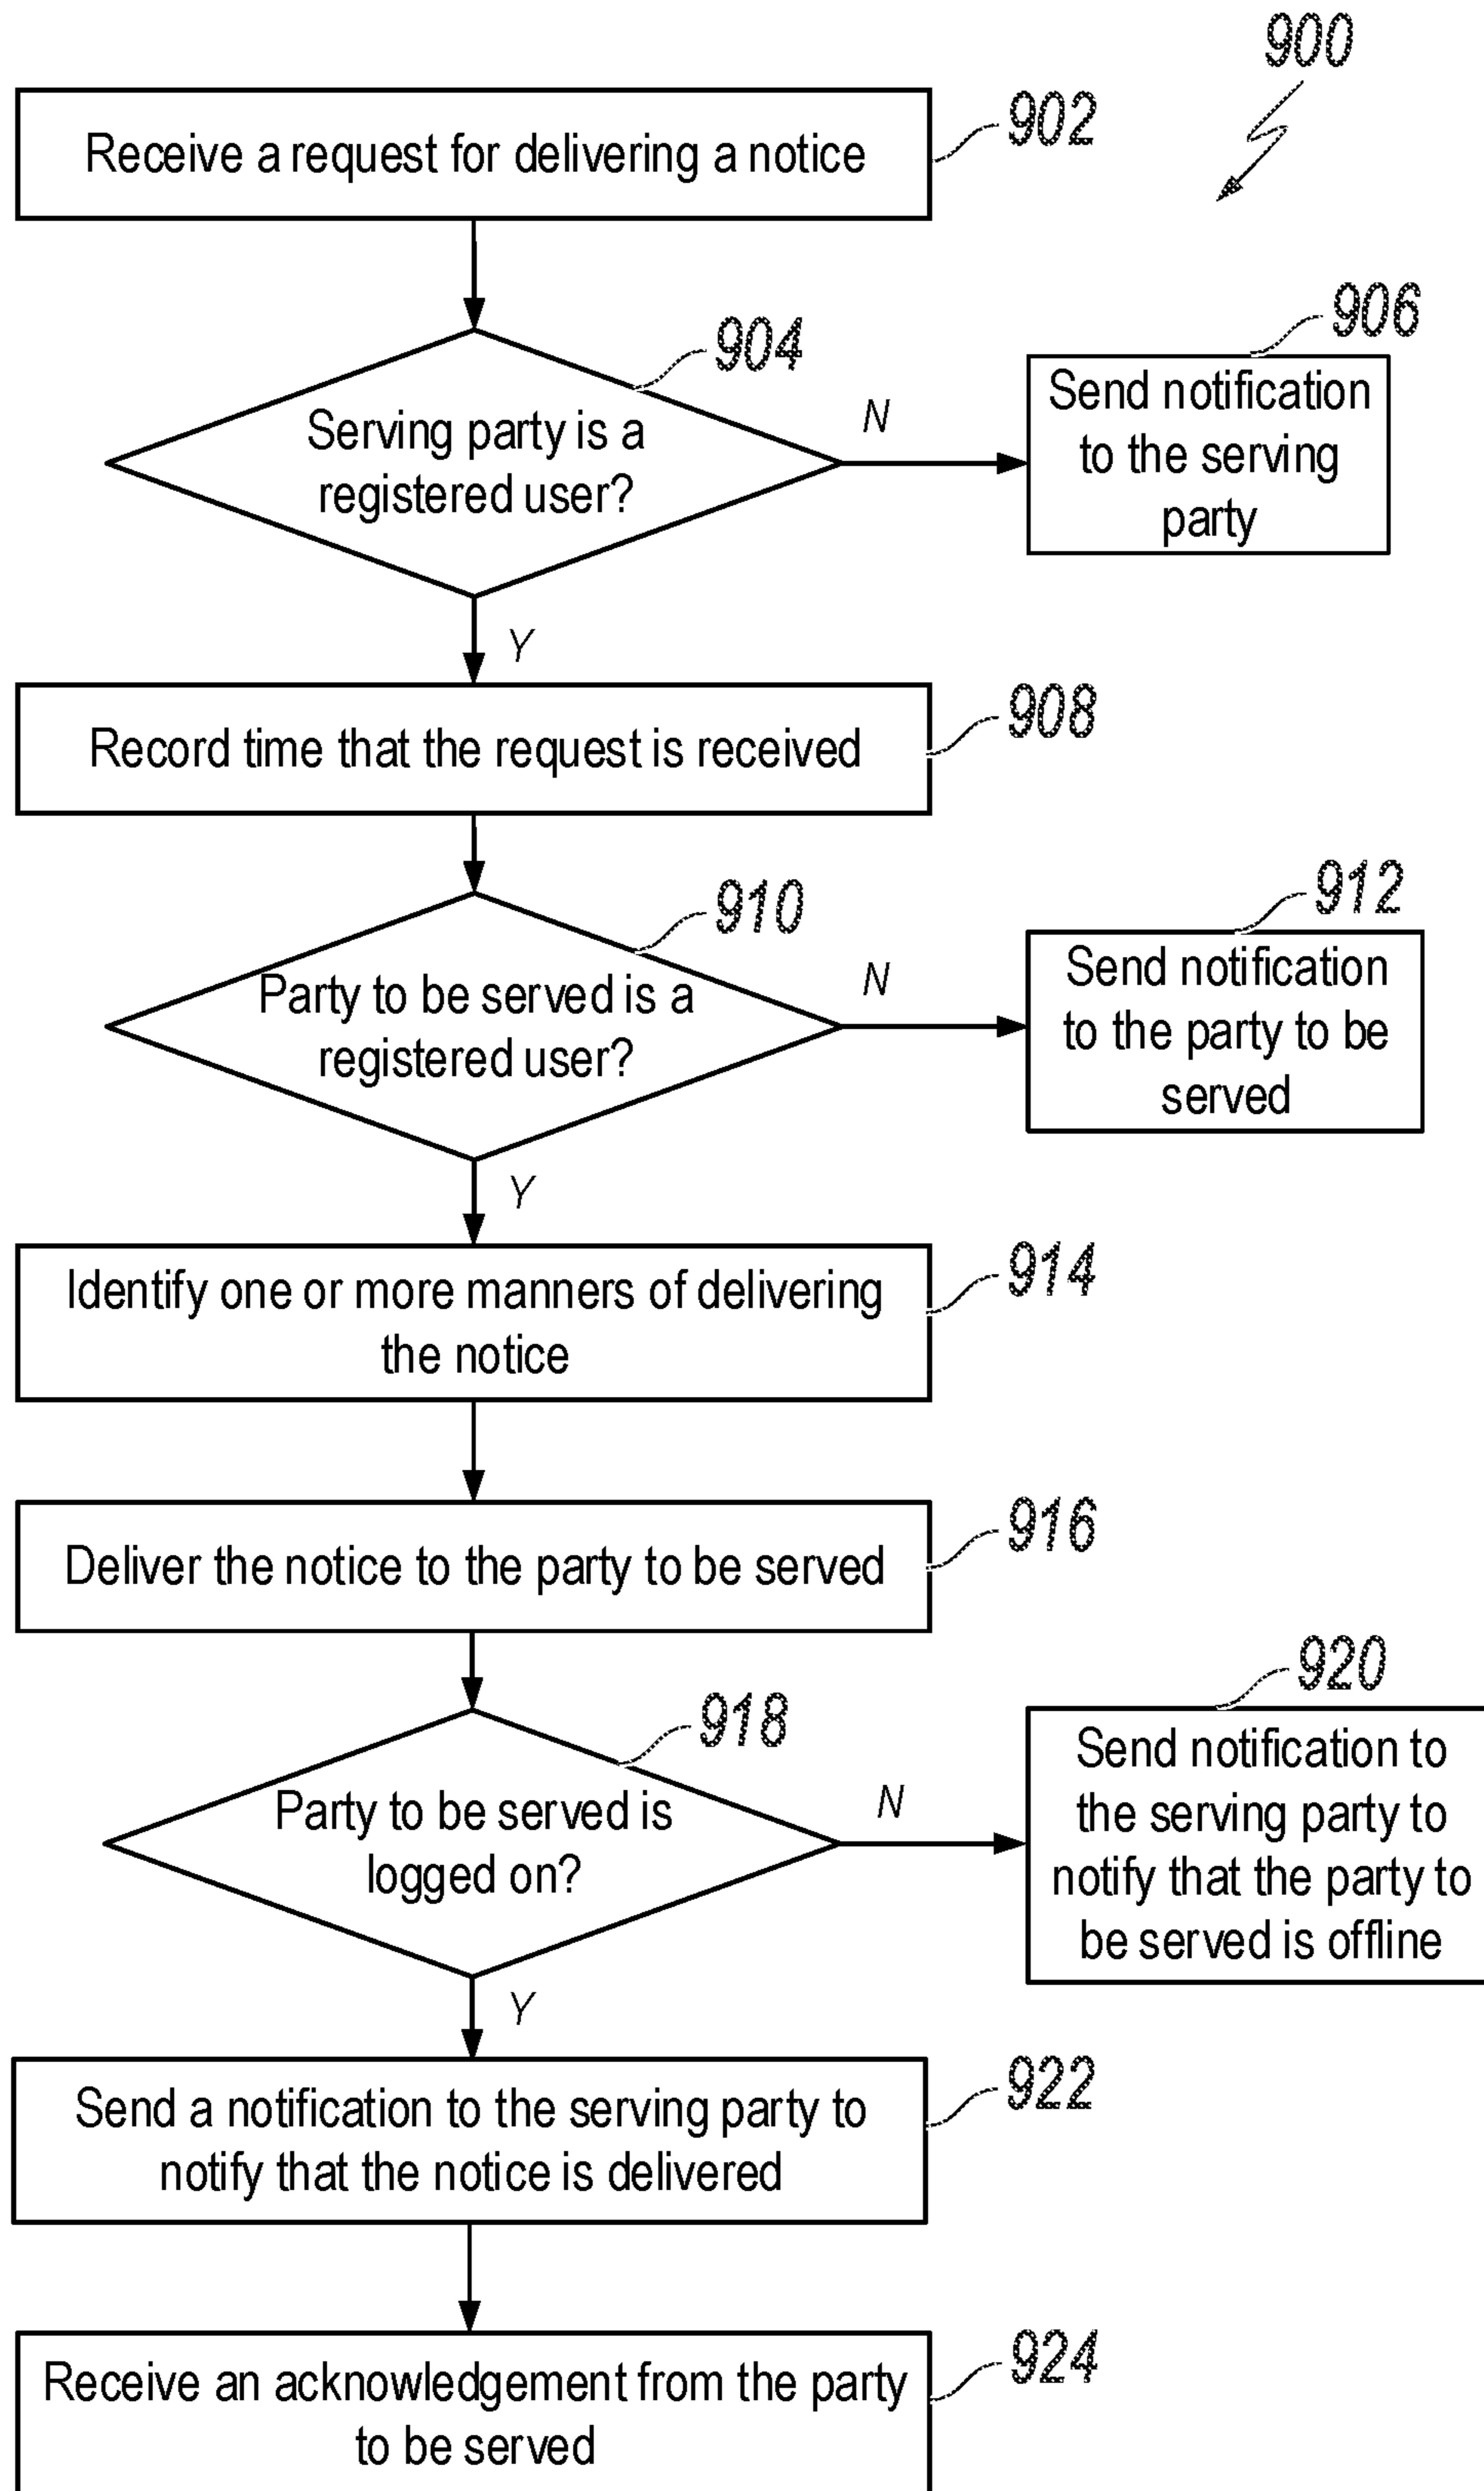 900
Receive a request for delivering a notice
902
904
Serving party is a
registered user?
N
906
Send notification
to the serving
party
Y
Record time that the request is received
908
910
Party to be served is a
registered user?
N
912
Send notification
to the party to be
served
Y
Identify one or more manners of delivering
the notice
914
Deliver the notice to the party to be served
916
918
Party to be served is
logged on?
N
920
Send notification to
the serving party to
notify that the party to
be served is offline
Y
Send a notification to the serving party to
notify that the notice is delivered
922
Receive an acknowledgement from the party
to be served
924